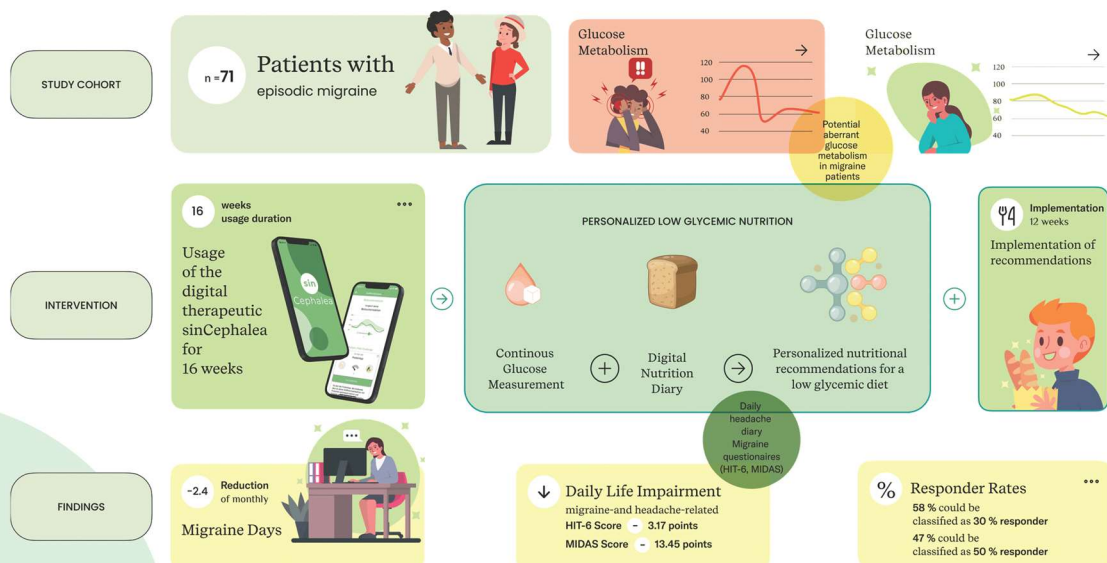 STUDY COHORT
n =71
Patients with
episodic migraine
Glucose
Metabolism
120
100
80
60
40
Potential
aberrant
glucose
metabolism
in migraine
patients
Glucose
Metabolism
120
100
80
60
40
INTERVENTION
16
weeks
usage duration
Usage
of the
digital
therapeutic
sinCephalea
for
16 weeks
sin
Cephalea
PERSONALIZED LOW GLYCEMIC NUTRITION
Continous
Glucose
Measurement
Digital
Nutrition
Diary
Personalized nutritional
recommendations for a
low glycemic diet
Daily
headache
diary
Migraine
questionaires
(HIT-6, MIDAS)
Implementation
12 weeks
Implementation of
recommendations
FINDINGS
-2.4
Reduction
of monthly
Migraine Days
Daily Life Impairment
migraine-and headache-related
HIT-6 Score - 3.17 points
MIDAS Score - 13.45 points
%
Responder Rates
58 % could be
classified as 30 % responder
47 % could be
classified as 50 % responder